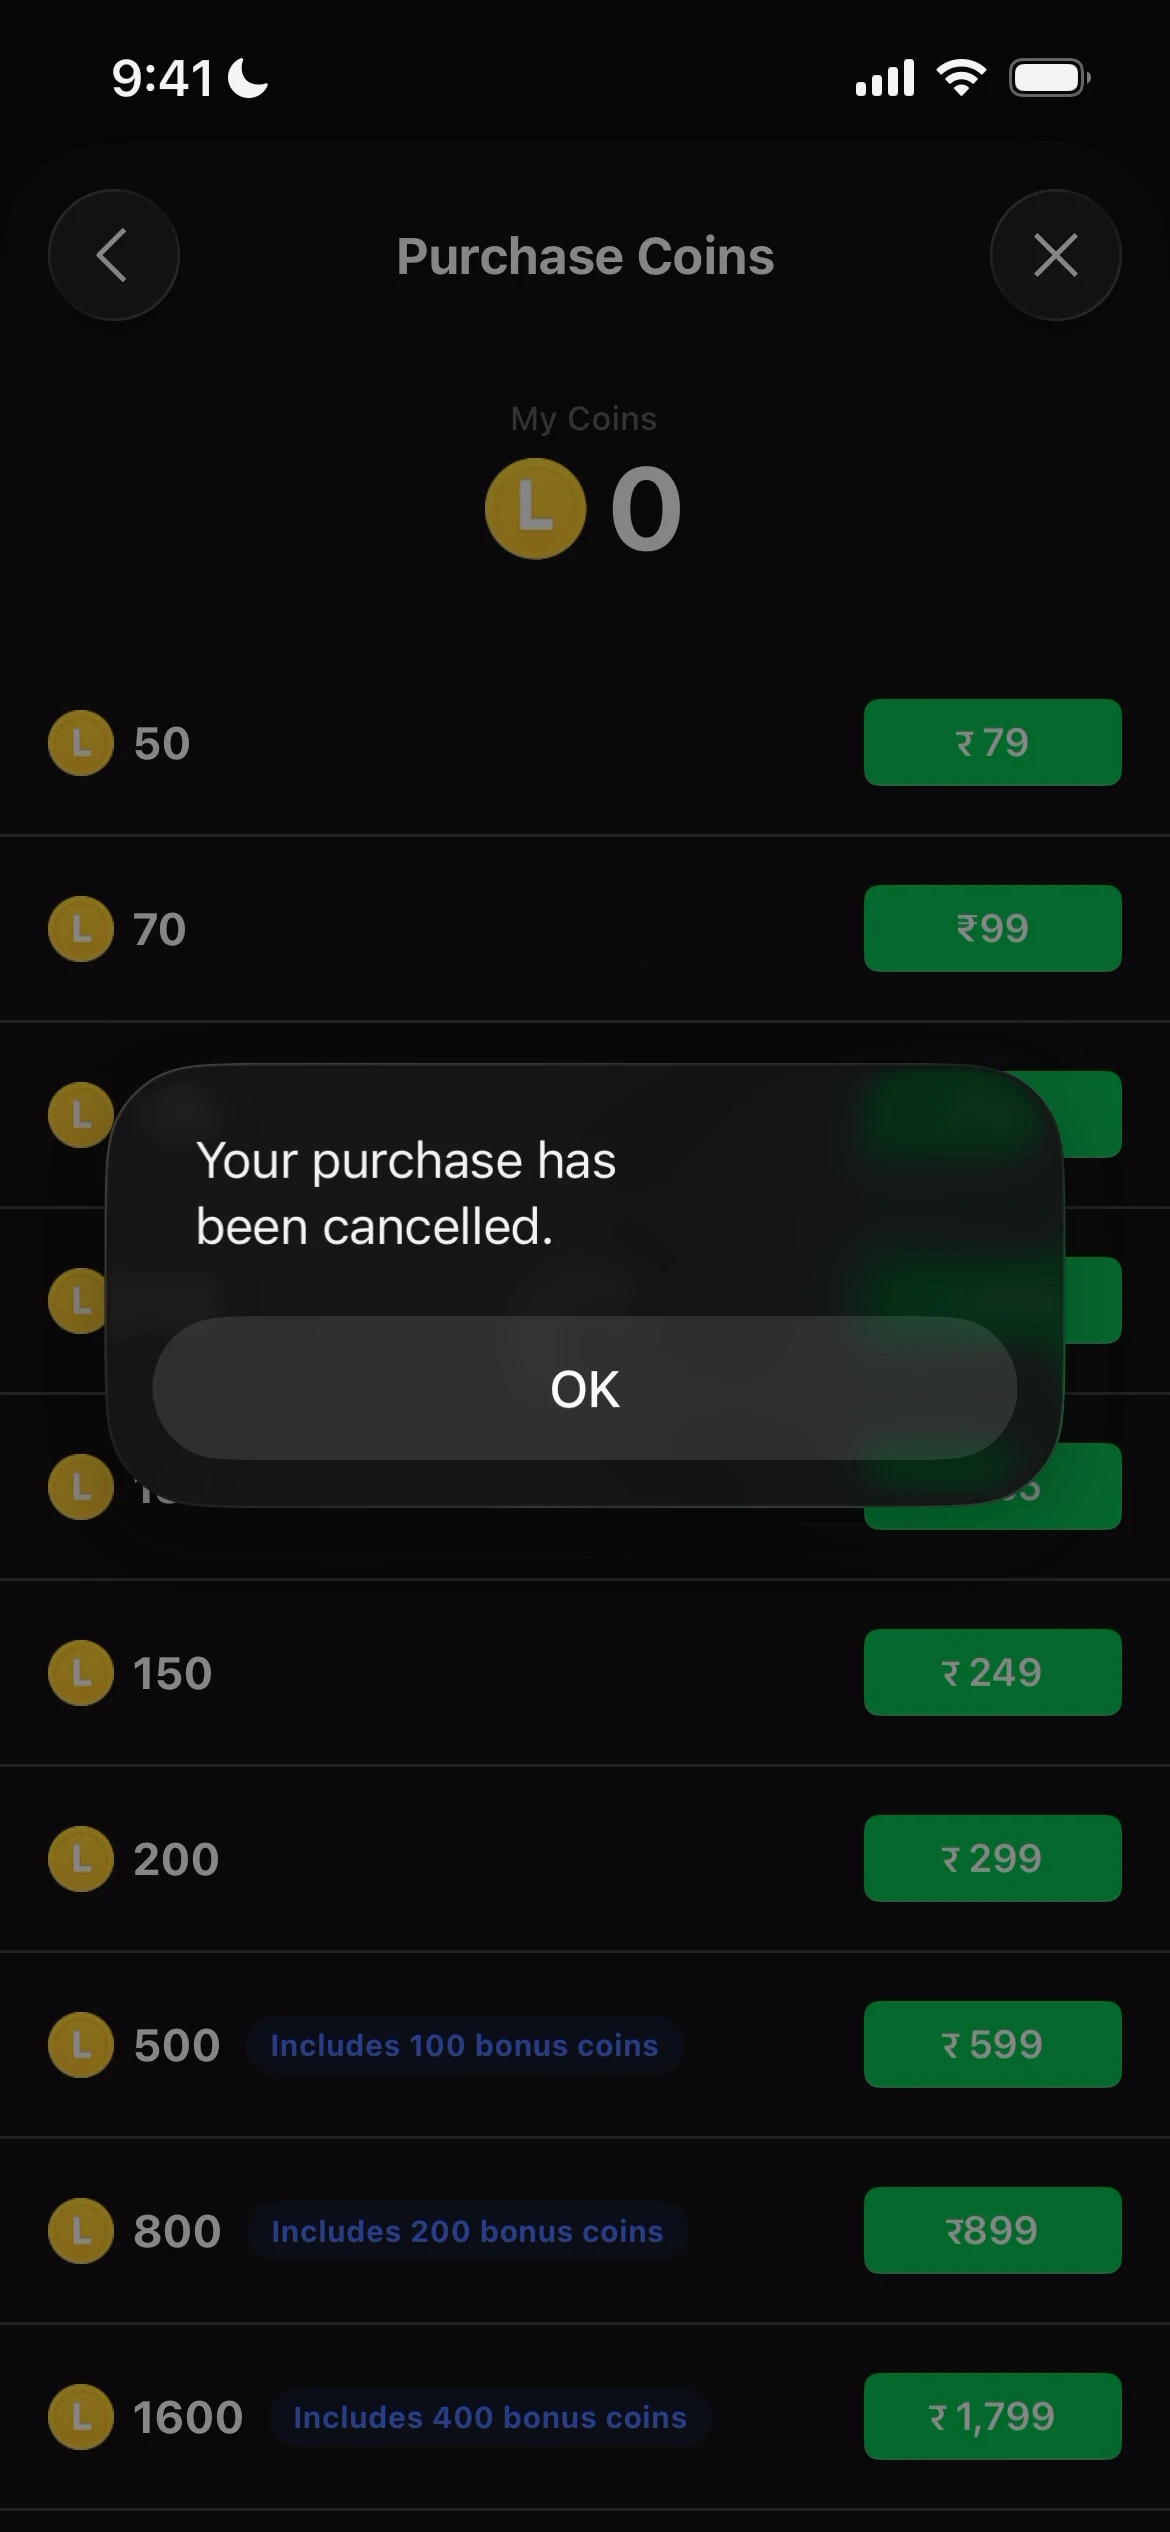 9:41
Purchase Coins
My Coins
L 0
L 50 ₹ 79
L 70 ₹99
L
Your purchase has
been cancelled.
L
OK
L
L 150 ₹ 249
L 200 ₹ 299
L 500 Includes 100 bonus coins ₹ 599
L 800 Includes 200 bonus coins ₹899
L 1600 Includes 400 bonus coins ₹ 1,799